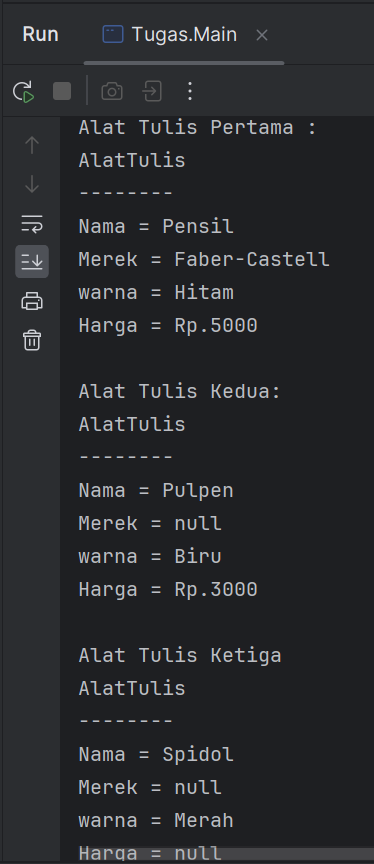 Run Tugas.Main
Alat Tulis Pertama :
AlatTulis
--------
Nama = Pensil
Merek = Faber-Castell
warna = Hitam
Harga = Rp.5000
Alat Tulis Kedua:
AlatTulis
--------
Nama = Pulpen
Merek = null
warna = Biru
Harga = Rp.3000
Alat Tulis Ketiga
AlatTulis
--------
Nama = Spidol
Merek = null
warna = Merah
Harga = null